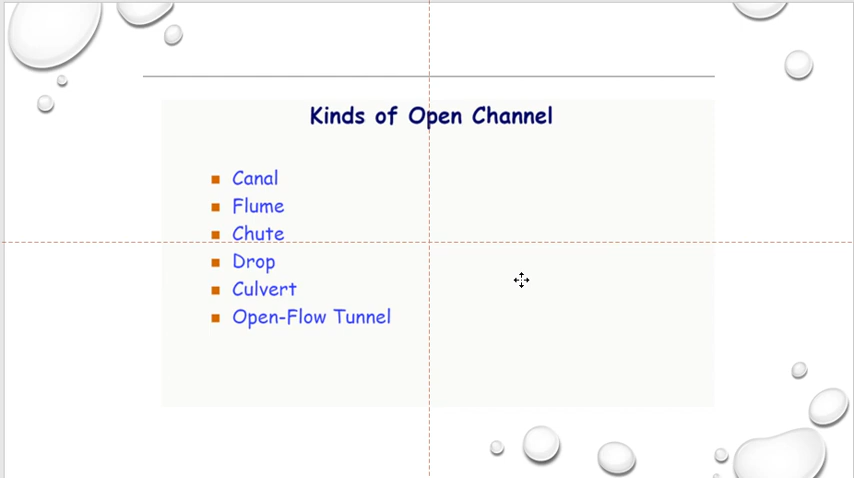 Kinds of Open Channel
Canal
Flume
Chute
Drop
Culvert
Open-Flow Tunnel